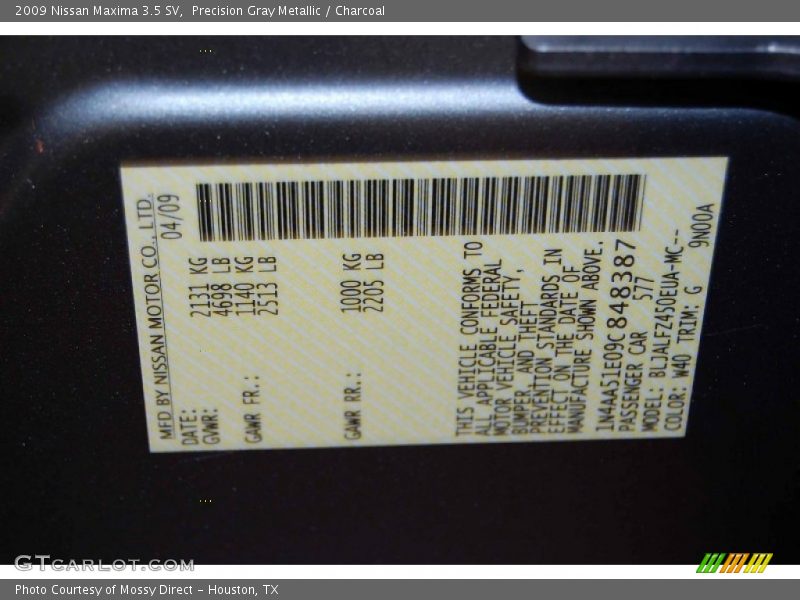 2009 Nissan Maxima 3.5 SV,  Precision Gray Metallic / Charcoal
MFD BY NISSAN MOTOR CO., LTD.
DATE: 04/09
GVWR: 2131 KG
4698 LB
GAWR FR.: 1140 KG
2513 LB
GAWR RR.: 1000 KG
2205 LB
THIS VEHICLE CONFORMS TO
ALL APPLICABLE FEDERAL
MOTOR VEHICLE SAFETY,
BUMPER, AND THEFT
PREVENTION STANDARDS IN
EFFECT ON THE DATE OF
MANUFACTURE SHOWN ABOVE.
1N4AA51E09C848387
PASSENGER CAR 577
MODEL: BLJALFZ450EUA-MC--
COLOR: W40 TRIM: G 9N00A
GTCARLOT.COM
Photo Courtesy of Mossy Direct – Houston, TX